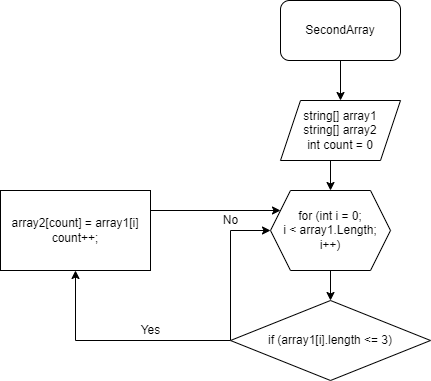 SecondArray
string[] array1
string[] array2
int count = 0
for (int i = 0;
i < array1.Length;
i++)
No
array2[count] = array1[i]
count++;
Yes
if (array1[i].length <= 3)